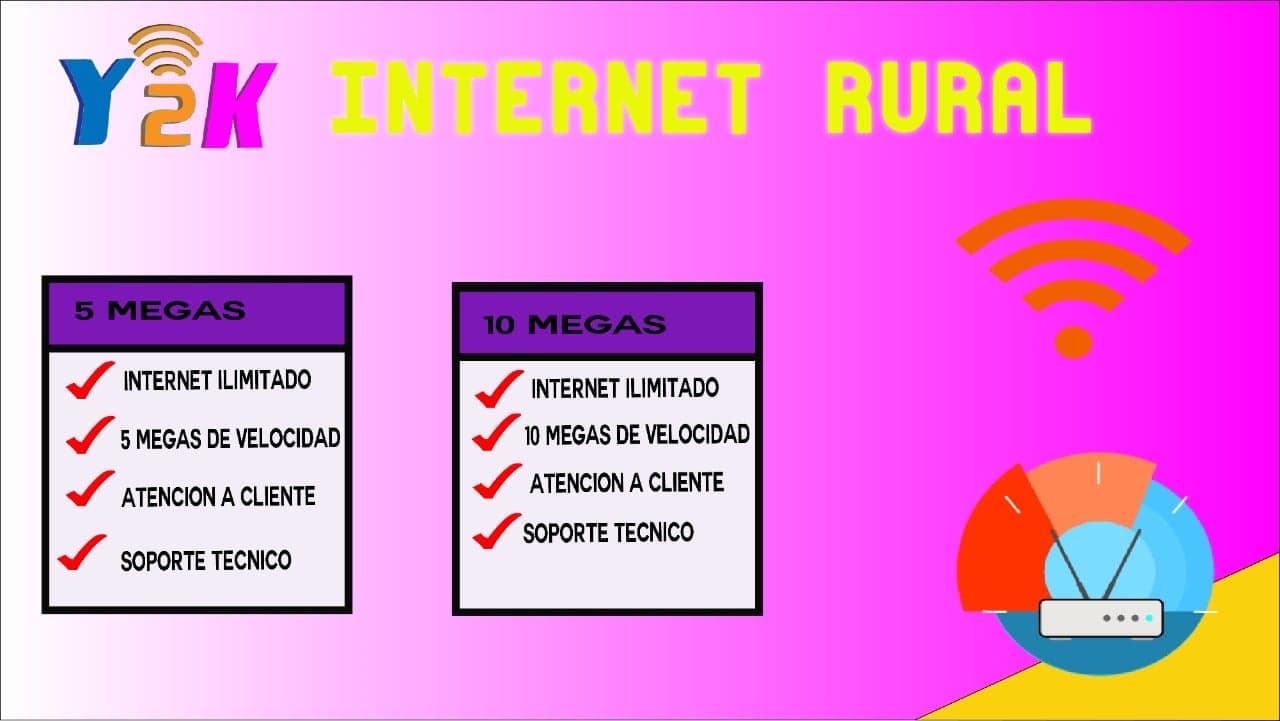 Y2K INTERNET RURAL
5 MEGAS
INTERNET ILIMITADO
5 MEGAS DE VELOCIDAD
ATENCION A CLIENTE
SOPORTE TECNICO
10 MEGAS
INTERNET ILIMITADO
10 MEGAS DE VELOCIDAD
ATENCION A CLIENTE
SOPORTE TECNICO